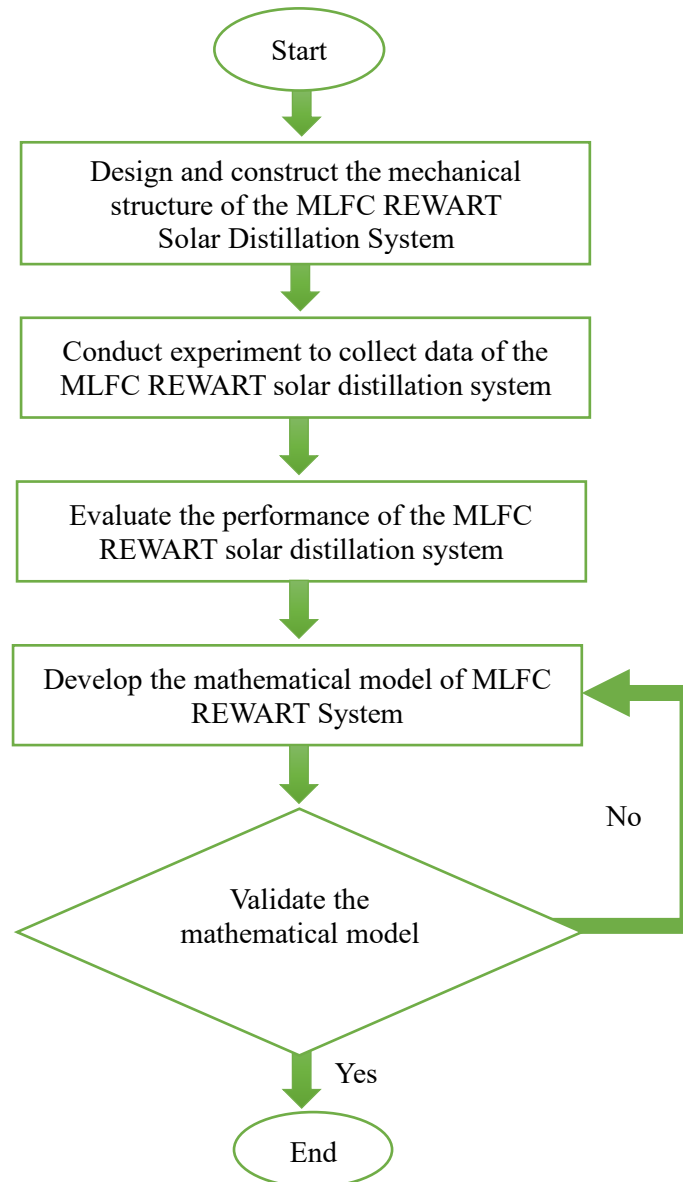 Start
Design and construct the mechanical
structure of the MLFC REWART
Solar Distillation System
Conduct experiment to collect data of the
MLFC REWART solar distillation system
Evaluate the performance of the MLFC
REWART solar distillation system
Develop the mathematical model of MLFC
REWART System
No
Validate the
mathematical model
Yes
End